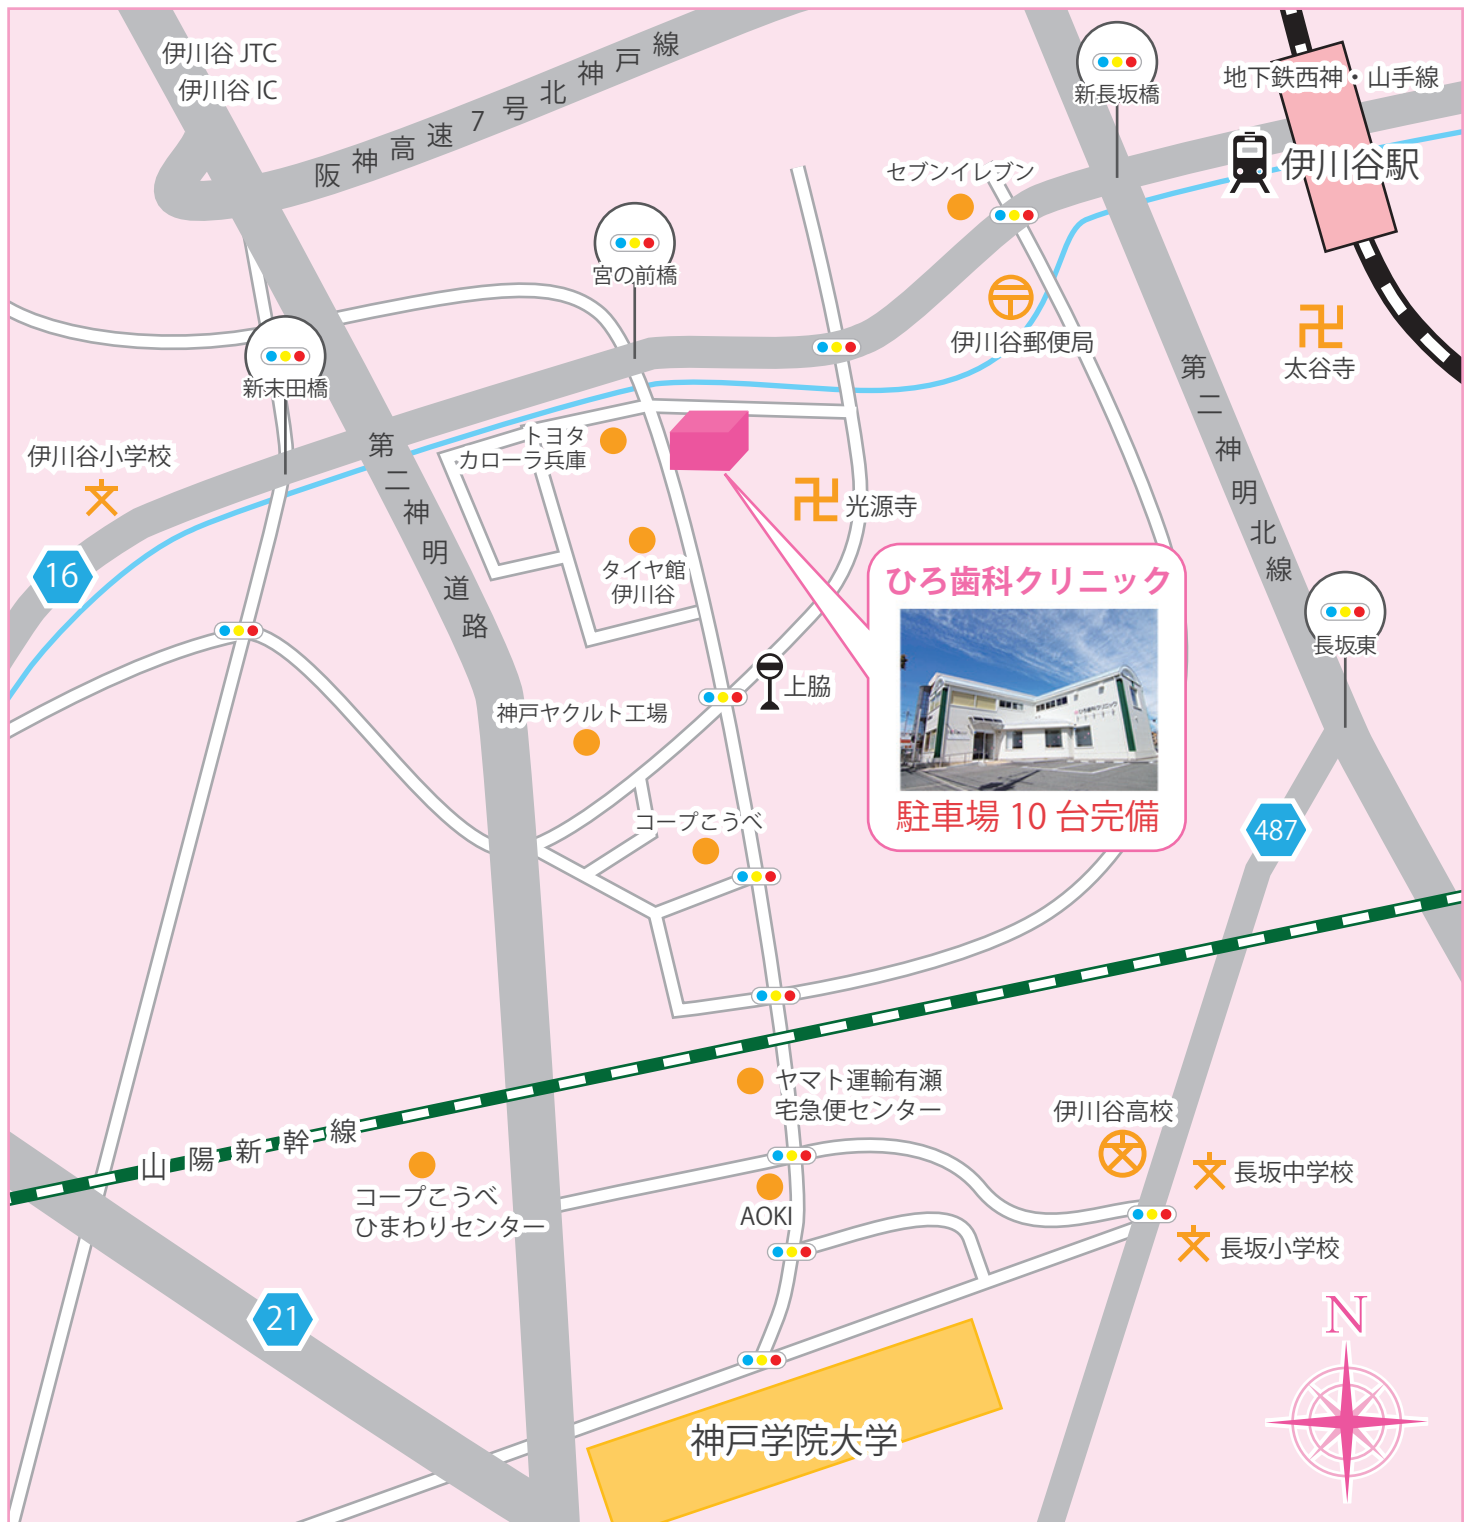 伊川谷 JTC
伊川谷 IC
阪神高速7号北神戸線
新長坂橋
地下鉄西神・山手線
伊川谷駅
セブンイレブン
宮の前橋
伊川谷郵便局
太谷寺
新末田橋
第二神明北線
伊川谷小学校
第二神明道路
トヨタ
カローラ兵庫
光源寺
16
タイヤ館
伊川谷
ひろ歯科クリニック
ひろ歯科クリニック
駐車場 10 台完備
長坂東
上脇
神戸ヤクルト工場
コープこうべ
487
山陽新幹線
ヤマト運輸有瀬
宅急便センター
伊川谷高校
長坂中学校
コープこうべ
ひまわりセンター
AOKI
長坂小学校
21
N
神戸学院大学